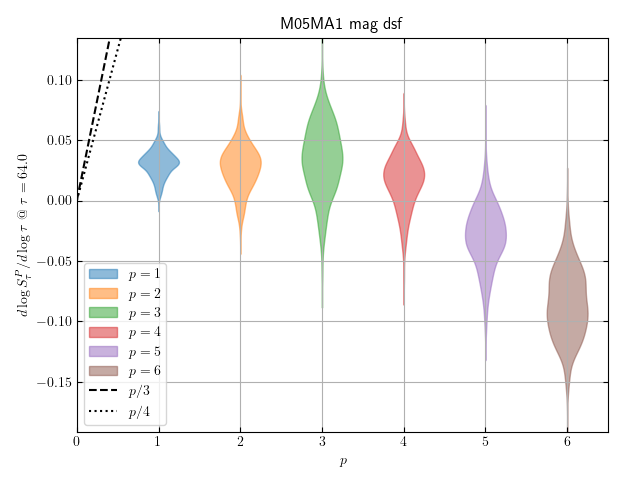 M05MA1 mag dsf
d log S_τ^P / d log τ @ τ = 64.0
0.10
0.05
0.00
−0.05
−0.10
−0.15
p = 1
p = 2
p = 3
p = 4
p = 5
p = 6
p/3
p/4
0 1 2 3 4 5 6
p